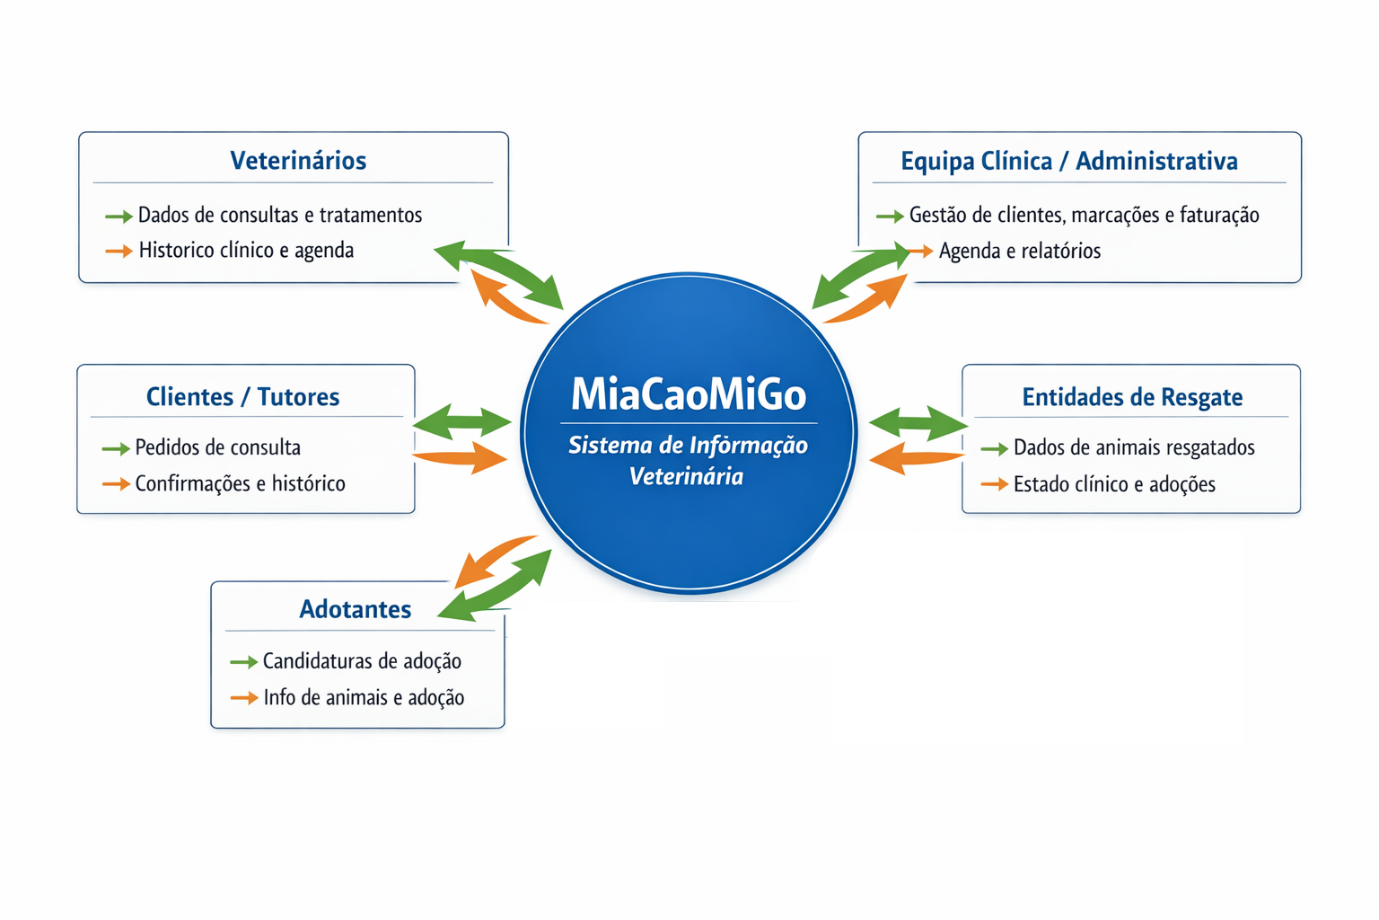 Veterinários
Dados de consultas e tratamentos
Historico clínico e agenda
Equipa Clínica / Administrativa
Gestão de clientes, marcações e faturação
Agenda e relatórios
Clientes / Tutores
Pedidos de consulta
Confirmações e histórico
MiaCaoMiGo
Sistema de Informação
Veterinária
Entidades de Resgate
Dados de animais resgatados
Estado clínico e adoções
Adotantes
Candidaturas de adoção
Info de animais e adoção